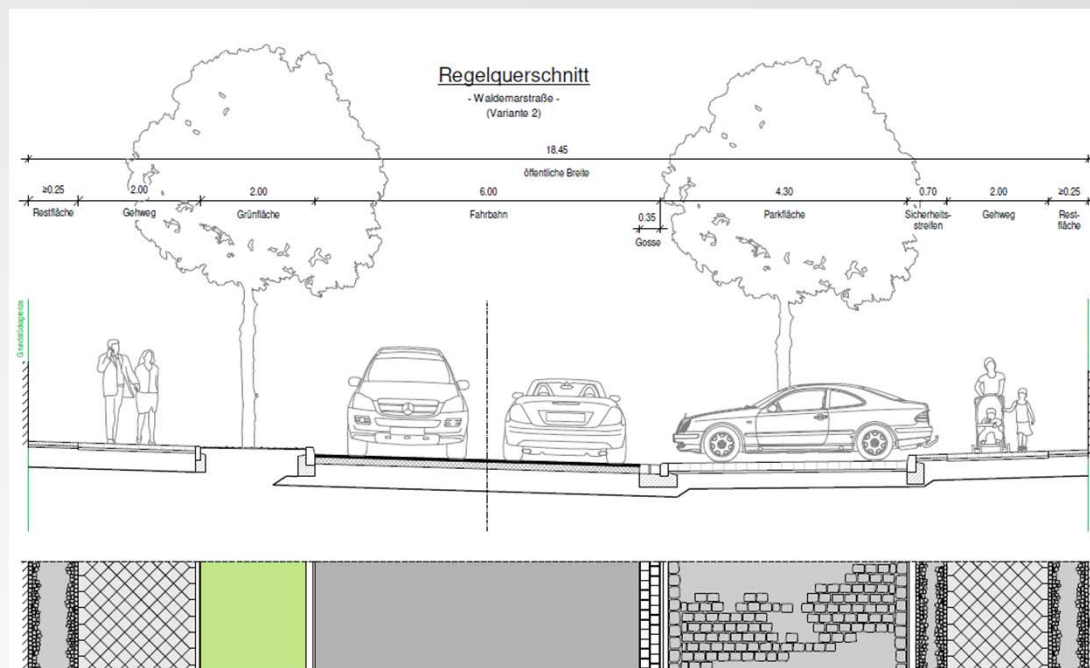 Regelquerschnitt
- Waldemarstraße -
(Variante 2)
18.45
öffentliche Breite
≥0.25
2.00
2.00
6.00
4.30
0.70
2.00
≥0.25
Restfläche
Gehweg
Grünfläche
Fahrbahn
0.35
Gosse
Parkfläche
Sicherheits-
streifen
Gehweg
Rest-
fläche
Grundstücksgrenze